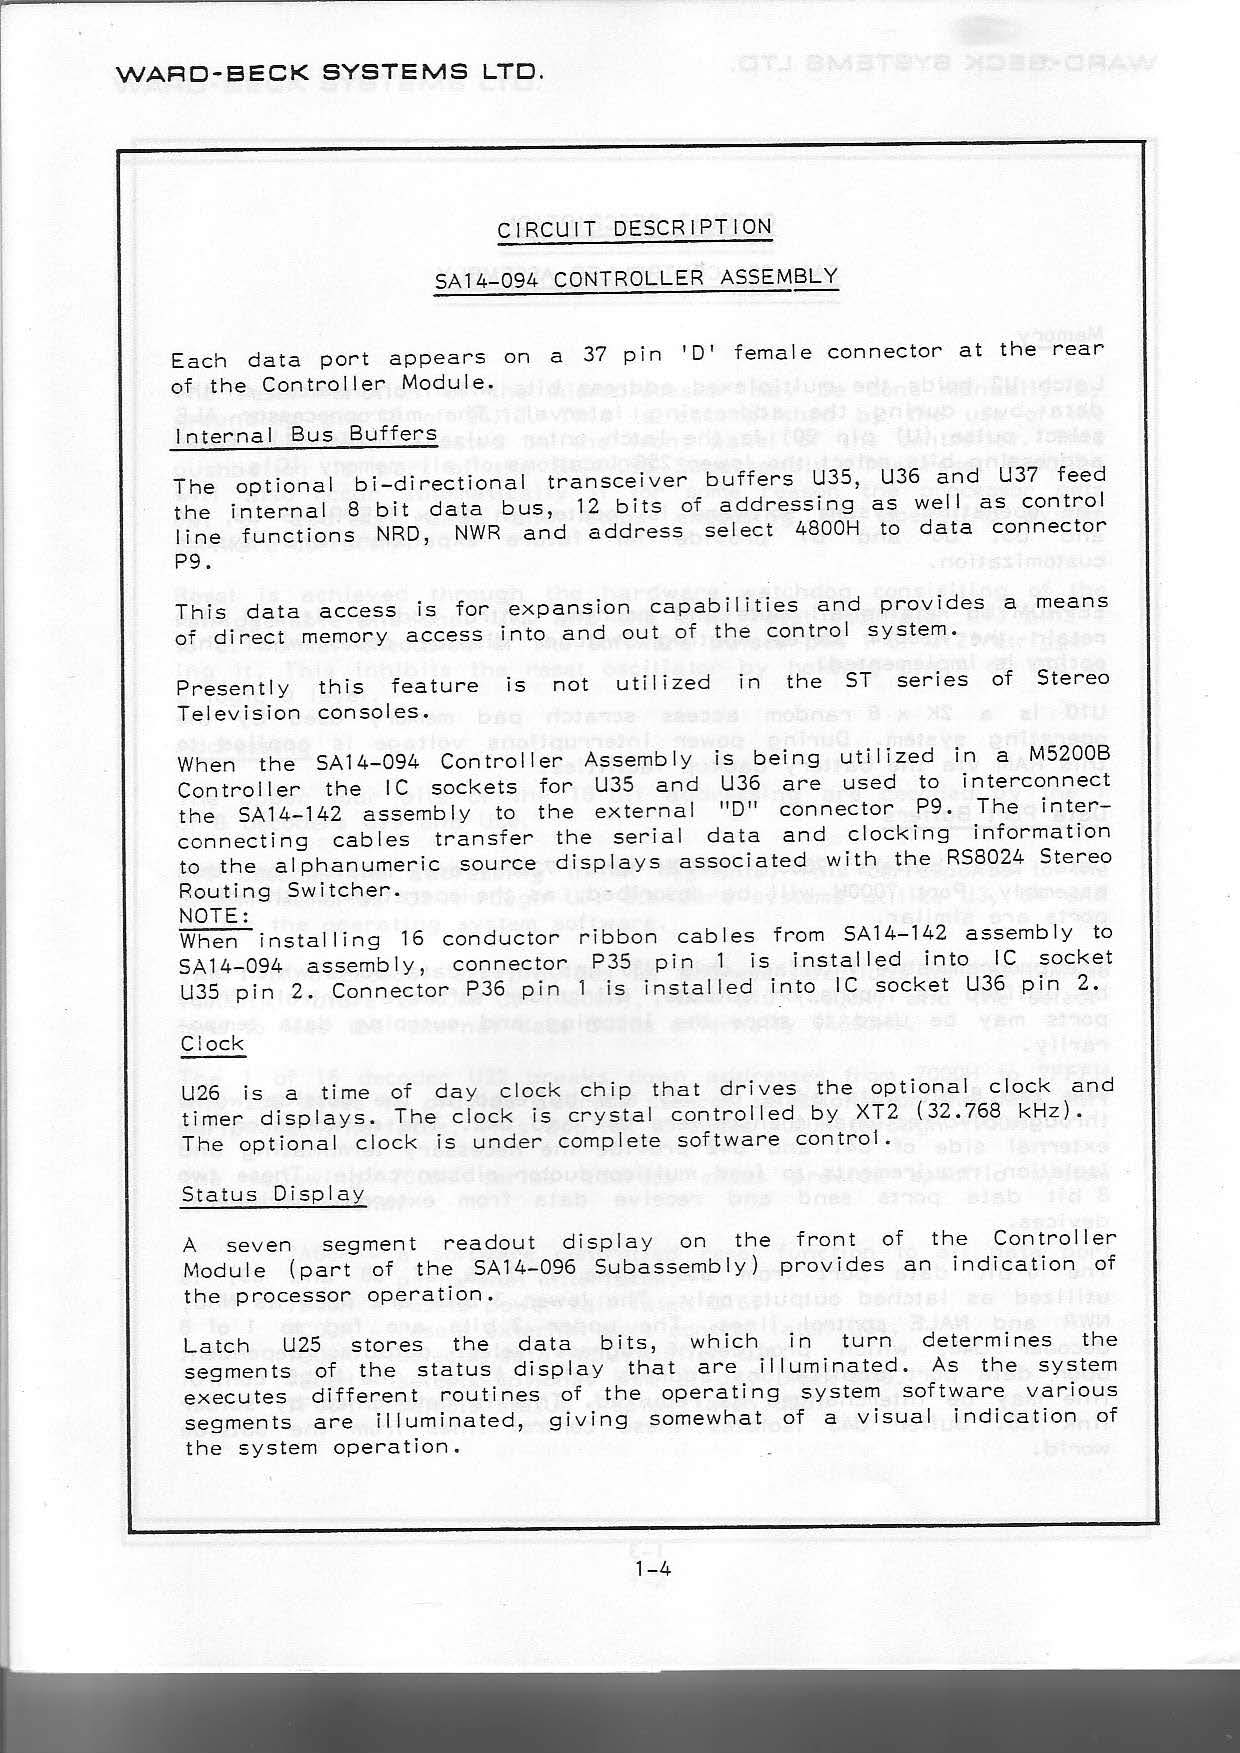 WARD-BECK SYSTEMS LTD.
CIRCUIT DESCRIPTION
SA14-094 CONTROLLER ASSEMBLY
Each data port appears on a 37 pin 'D' female connector at the rear
of the Controller Module.
Internal Bus Buffers
The optional bi-directional transceiver buffers U35, U36 and U37 feed
the internal 8 bit data bus, 12 bits of addressing as well as control
line functions NRD, NWR and address select 4800H to data connector
P9.
This data access is for expansion capabilities and provides a means
of direct memory access into and out of the control system.
Presently this feature is not utilized in the ST series of Stereo
Television consoles.
When the SA14-094 Controller Assembly is being utilized in a M5200B
Controller the IC sockets for U35 and U36 are used to interconnect
the SA14-142 assembly to the external "D" connector P9. The inter-
connecting cables transfer the serial data and clocking information
to the alphanumeric source displays associated with the RS8024 Stereo
Routing Switcher.
NOTE:
When installing 16 conductor ribbon cables from SA14-142 assembly to
SA14-094 assembly, connector P35 pin 1 is installed into IC socket
U35 pin 2. Connector P36 pin 1 is installed into IC socket U36 pin 2.
Clock
U26 is a time of day clock chip that drives the optional clock and
timer displays. The clock is crystal controlled by XT2 (32.768 kHz).
The optional clock is under complete software control.
Status Display
A seven segment readout display on the front of the Controller
Module (part of the SA14-096 Subassembly) provides an indication of
the processor operation.
Latch U25 stores the data bits, which in turn determines the
segments of the status display that are illuminated. As the system
executes different routines of the operating system software various
segments are illuminated, giving somewhat of a visual indication of
the system operation.
1-4